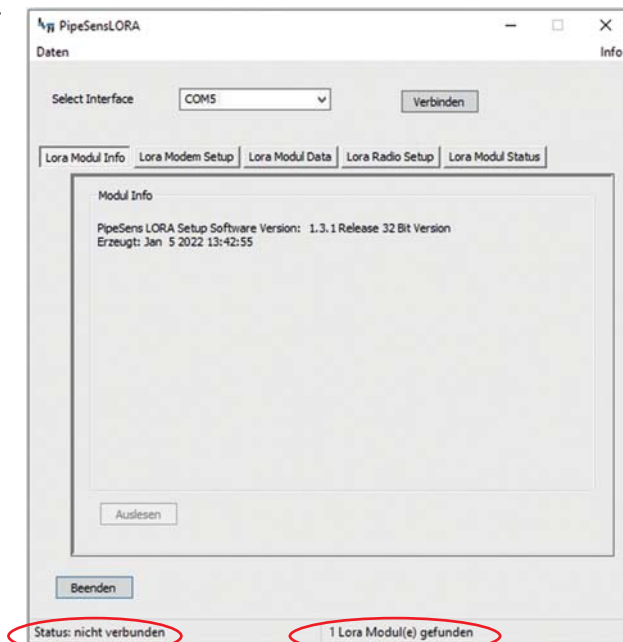 PipeSensLORA
Daten Info
Select Interface COM5 Verbinden
Lora Modul Info Lora Modem Setup Lora Modul Data Lora Radio Setup Lora Modul Status
Modul Info
PipeSens LORA Setup Software Version: 1.3.1 Release 32 Bit Version
Erzeugt: Jan 5 2022 13:42:55
Auslesen
Beenden
Status: nicht verbunden 1 Lora Modul(e) gefunden